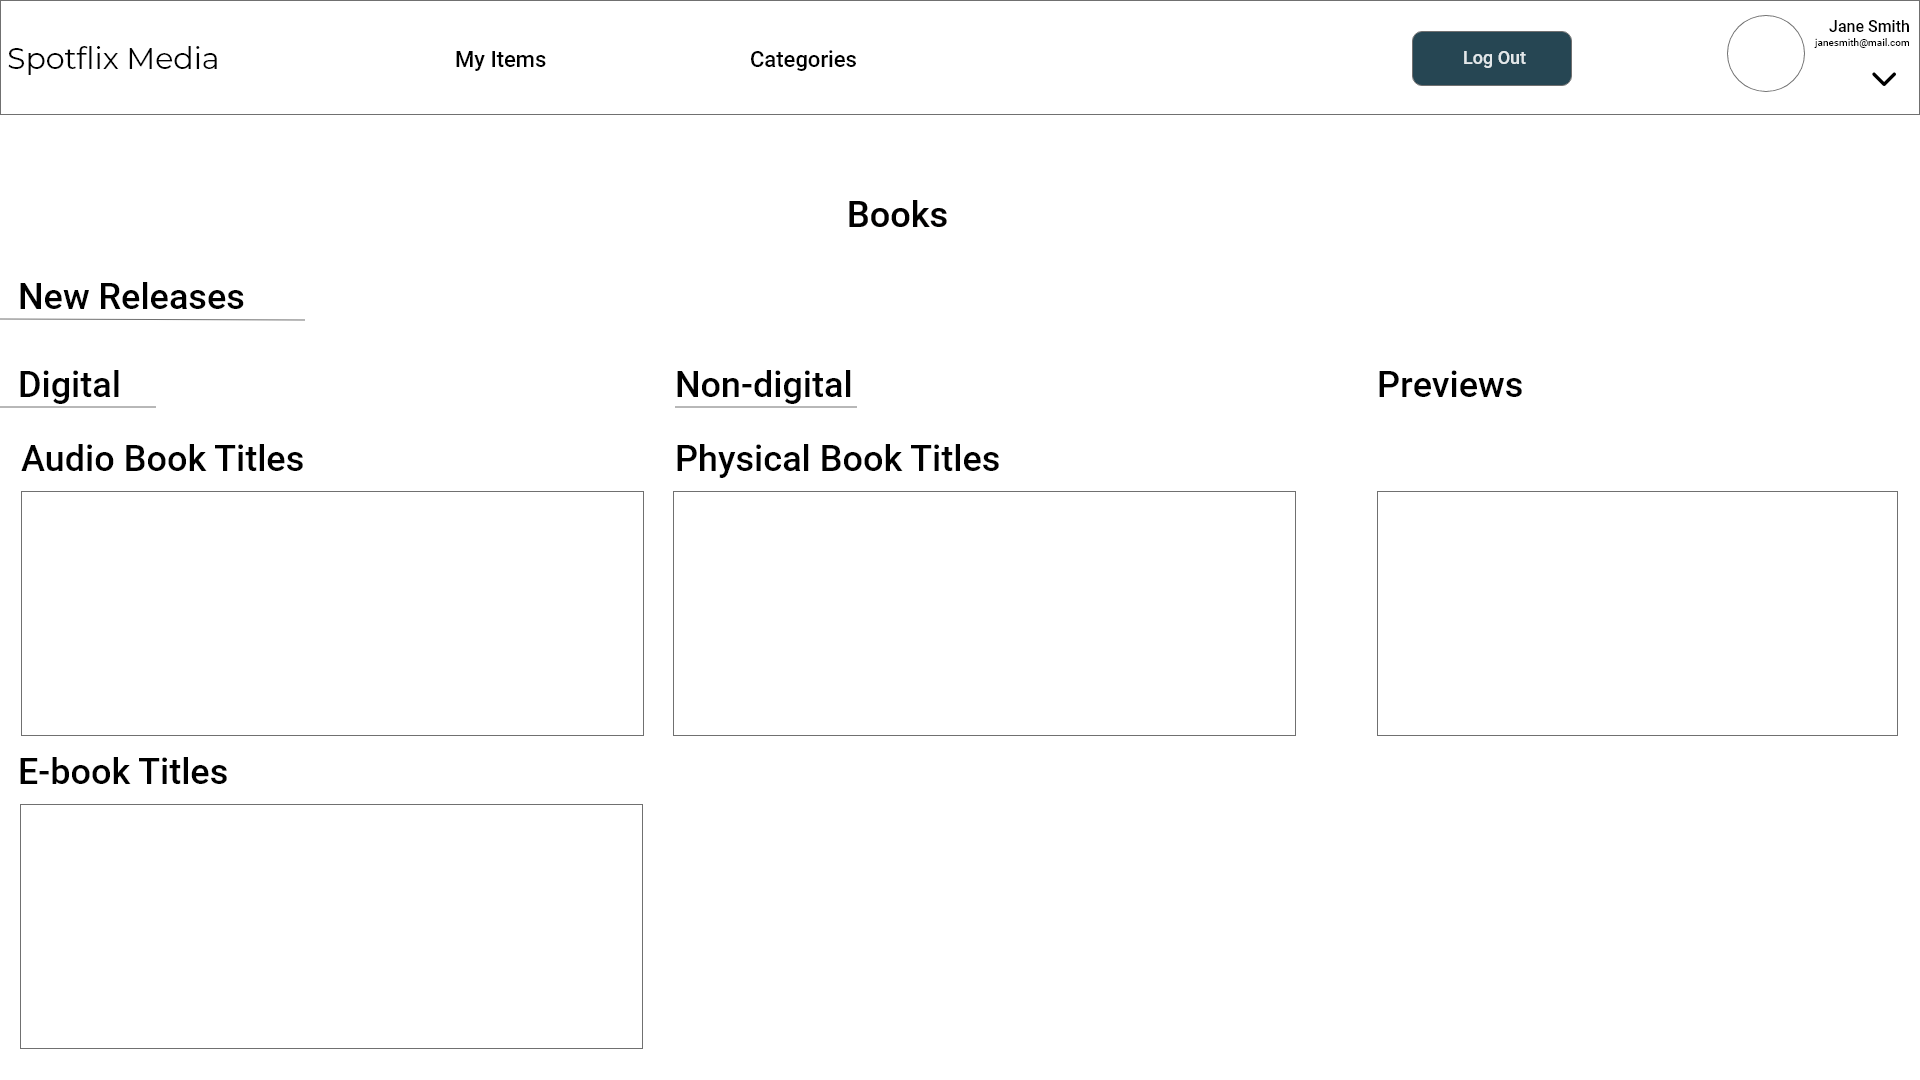 Spotflix Media
My Items
Categories
Log Out
Jane Smith
janesmith@mail.com
Books
New Releases
Digital
Non-digital
Previews
Audio Book Titles
Physical Book Titles
E-book Titles